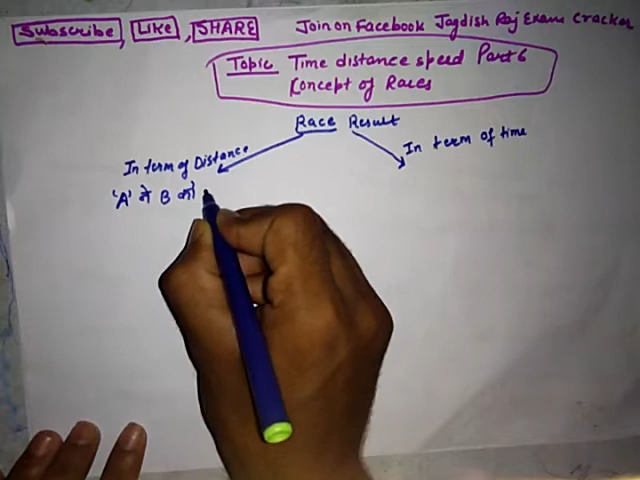 Subscribe, Like, SHARE Join on Facebook Jagdish Raj Exam Cracker
Topic Time distance speed Part 6
Concept of Races
Race Result
In term of Distance
In term of time
'A' ने B को